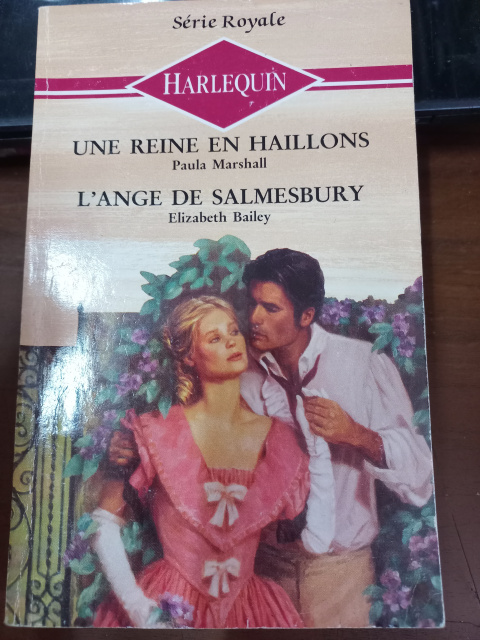 Série Royale
HARLEQUIN
UNE REINE EN HAILLONS
Paula Marshall
L'ANGE DE SALMESBURY
Elizabeth Bailey